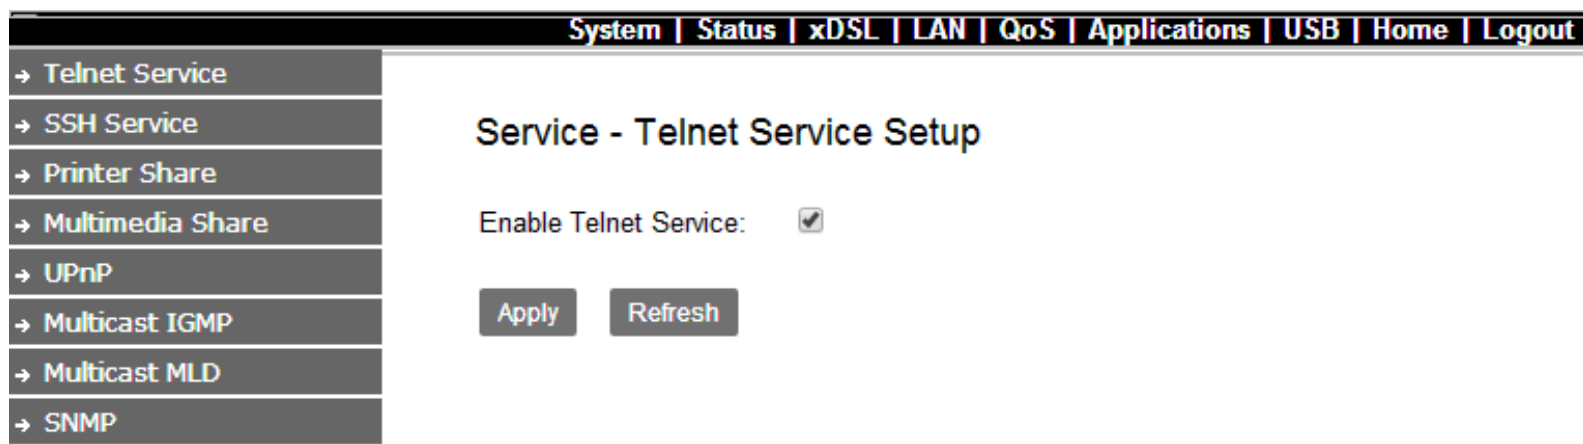 System | Status | xDSL | LAN | QoS | Applications | USB | Home | Logout
Telnet Service
SSH Service
Printer Share
Multimedia Share
UPnP
Multicast IGMP
Multicast MLD
SNMP
Service - Telnet Service Setup
Enable Telnet Service:
Apply Refresh